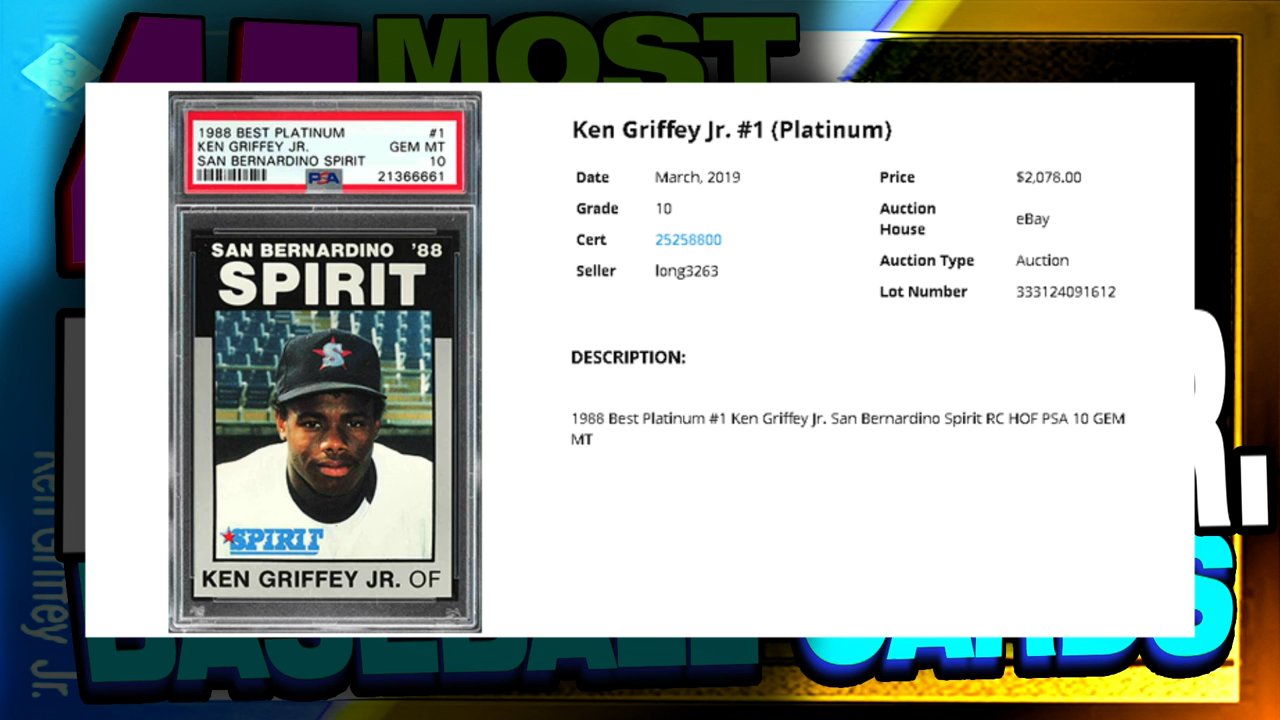 MOST
1988 BEST PLATINUM #1
KEN GRIFFEY JR. GEM MT
SAN BERNARDINO SPIRIT 10
PSA 21366661
SAN BERNARDINO '88
SPIRIT
S
SPIRIT
KEN GRIFFEY JR. OF
Ken Griffey Jr. #1 (Platinum)
Date March, 2019
Grade 10
Cert 25258800
Seller long3263
Price $2,078.00
Auction
House eBay
Auction Type Auction
Lot Number 333124091612
DESCRIPTION:
1988 Best Platinum #1 Ken Griffey Jr. San Bernardino Spirit RC HOF PSA 10 GEM
MT
Ken Griffey Jr.
R.
BASEBALL CARDS